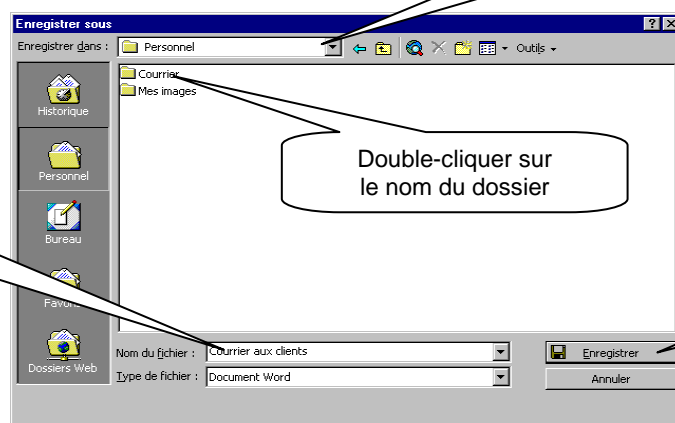 Enregistrer sous
Enregistrer dans : Personnel Outils
Courrier
Mes images
Historique
Double-cliquer sur
le nom du dossier
Personnel
Bureau
Nom du fichier : Courrier aux clients Enregistrer
Dossiers Web
Type de fichier : Document Word Annuler